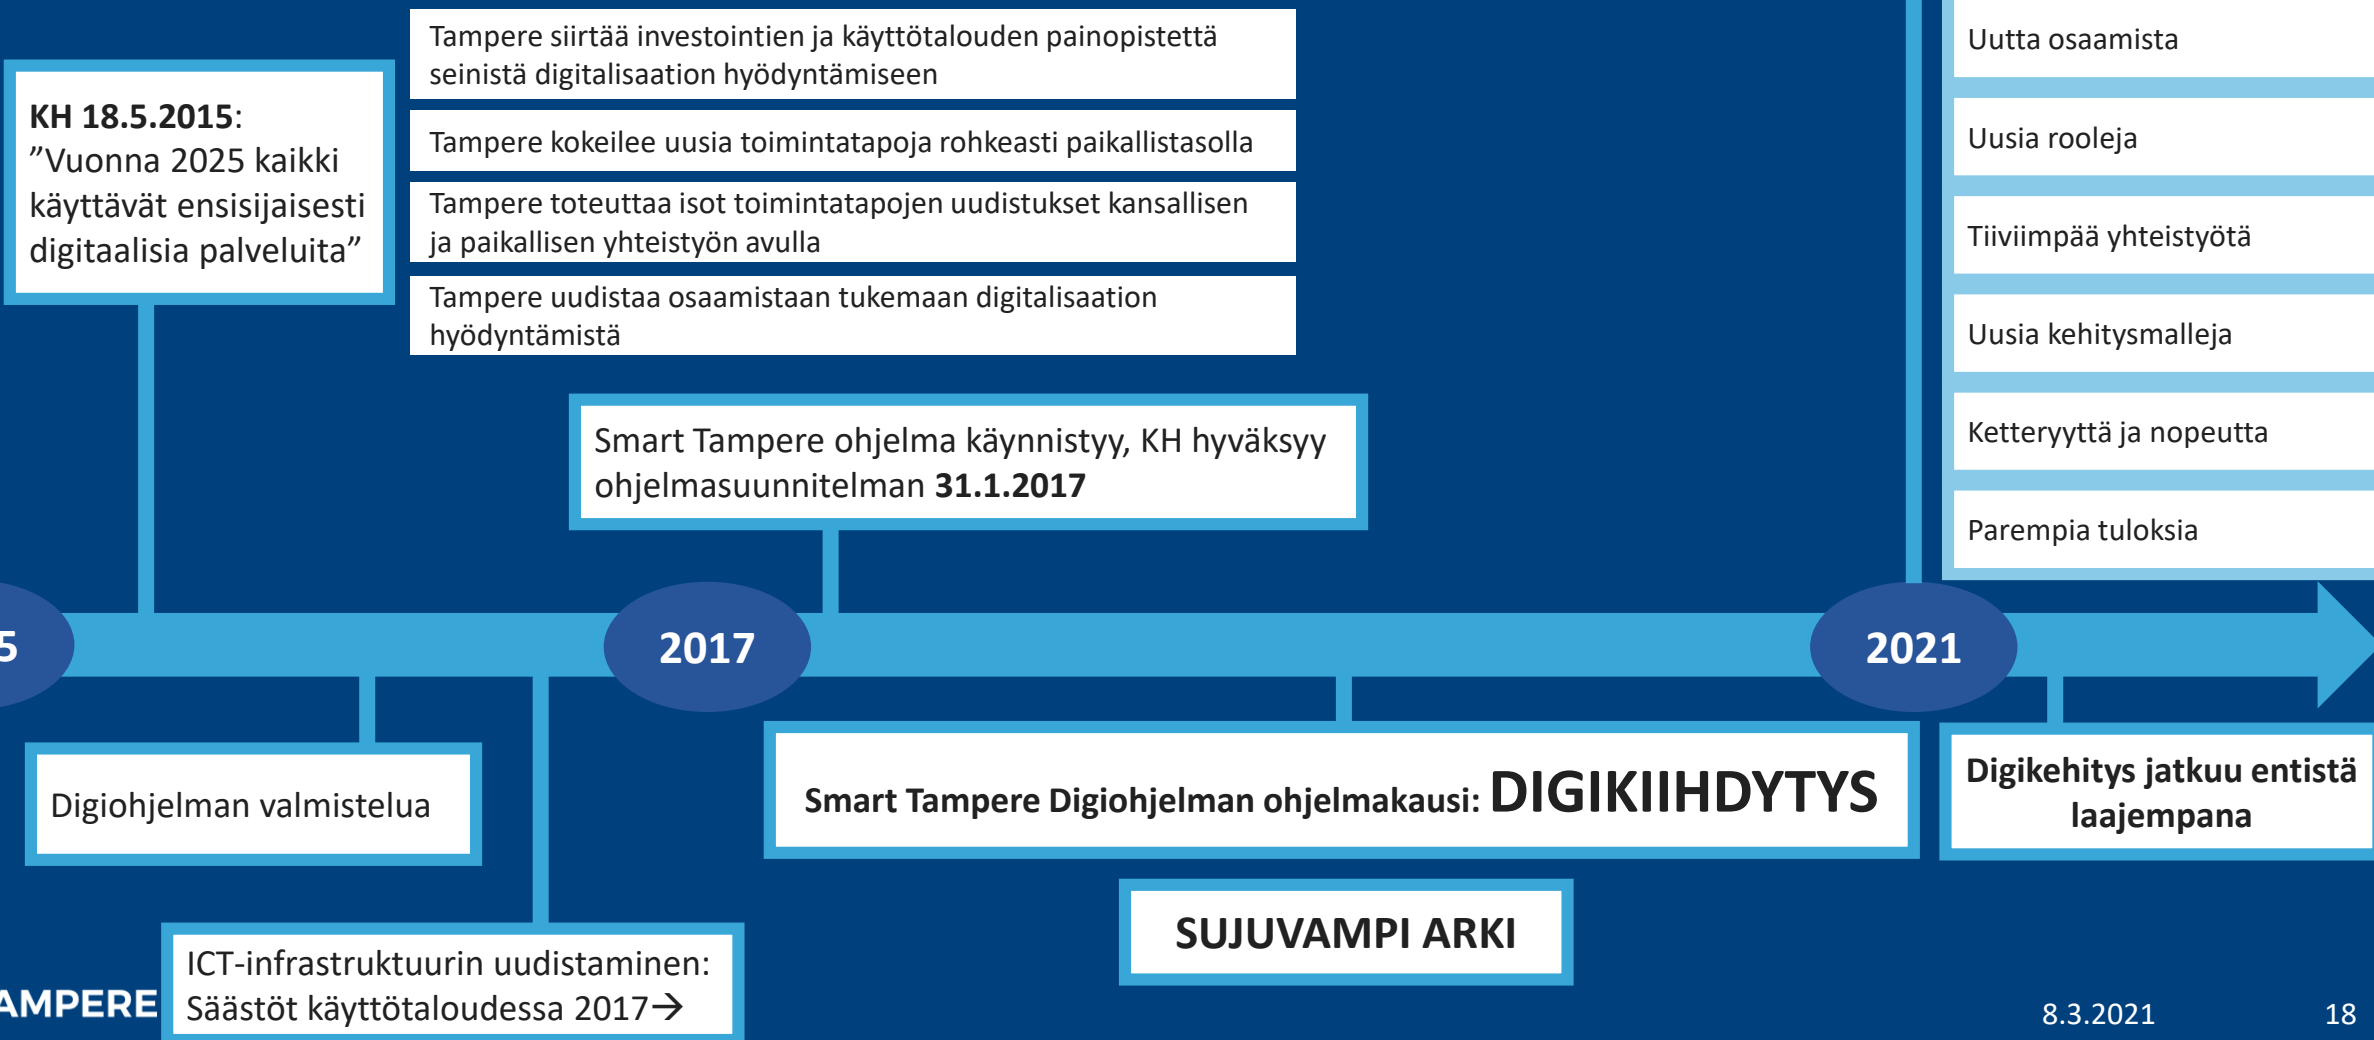 KH 18.5.2015:
”Vuonna 2025 kaikki
käyttävät ensisijaisesti
digitaalisia palveluita”
Tampere siirtää investointien ja käyttötalouden painopistettä
seinistä digitalisaation hyödyntämiseen
Tampere kokeilee uusia toimintatapoja rohkeasti paikallistasolla
Tampere toteuttaa isot toimintatapojen uudistukset kansallisen
ja paikallisen yhteistyön avulla
Tampere uudistaa osaamistaan tukemaan digitalisaation
hyödyntämistä
Smart Tampere ohjelma käynnistyy, KH hyväksyy
ohjelmasuunnitelman 31.1.2017
Uutta osaamista
Uusia rooleja
Tiiviimpää yhteistyötä
Uusia kehitysmalleja
Ketteryyttä ja nopeutta
Parempia tuloksia
5
2017
2021
Digiohjelman valmistelua
ICT-infrastruktuurin uudistaminen:
Säästöt käyttötaloudessa 2017→
Smart Tampere Digiohjelman ohjelmakausi: DIGIKIIHDYTYS
SUJUVAMPI ARKI
Digikehitys jatkuu entistä
laajempana
AMPERE
8.3.2021
18